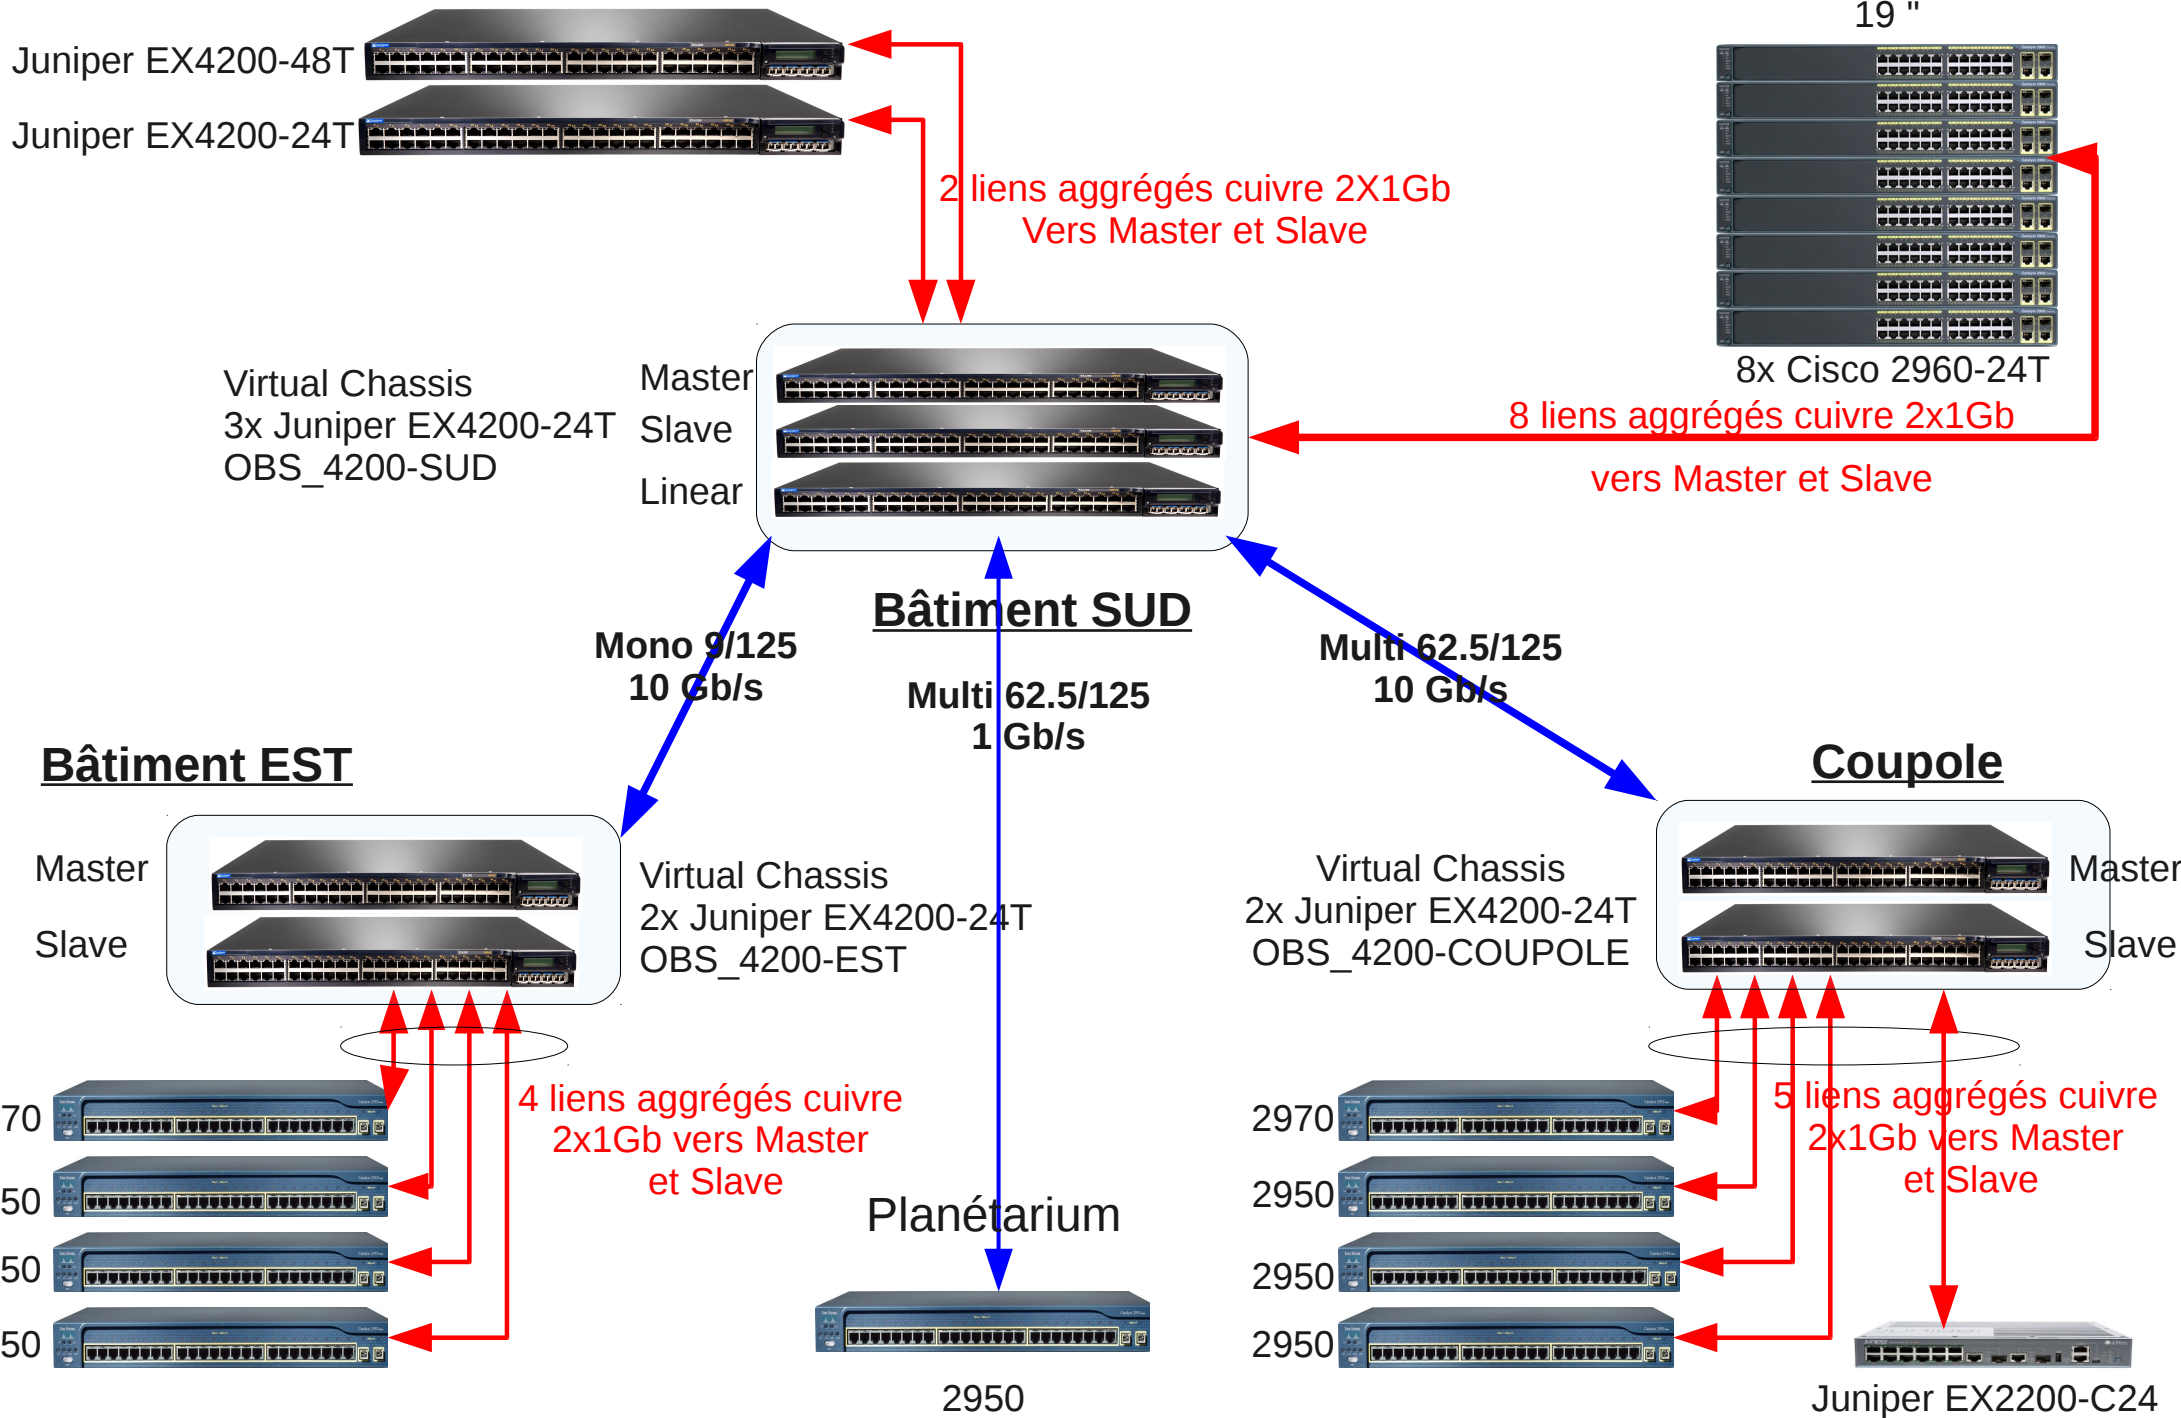 19 "
Juniper EX4200-48T
Juniper EX4200-24T
2 liens aggrégés cuivre 2X1Gb
Vers Master et Slave
8x Cisco 2960-24T
8 liens aggrégés cuivre 2x1Gb
vers Master et Slave
Virtual Chassis
3x Juniper EX4200-24T
OBS_4200-SUD
Master
Slave
Linear
Bâtiment SUD
Mono 9/125
10 Gb/s
Multi 62.5/125
1 Gb/s
Multi 62.5/125
10 Gb/s
Bâtiment EST
Master
Slave
Virtual Chassis
2x Juniper EX4200-24T
OBS_4200-EST
Coupole
Virtual Chassis
2x Juniper EX4200-24T
OBS_4200-COUPOLE
Master
Slave
70
50
50
50
4 liens aggrégés cuivre
2x1Gb vers Master
et Slave
Planétarium
2950
2970
2950
2950
2950
5 liens aggrégés cuivre
2x1Gb vers Master
et Slave
Juniper EX2200-C24